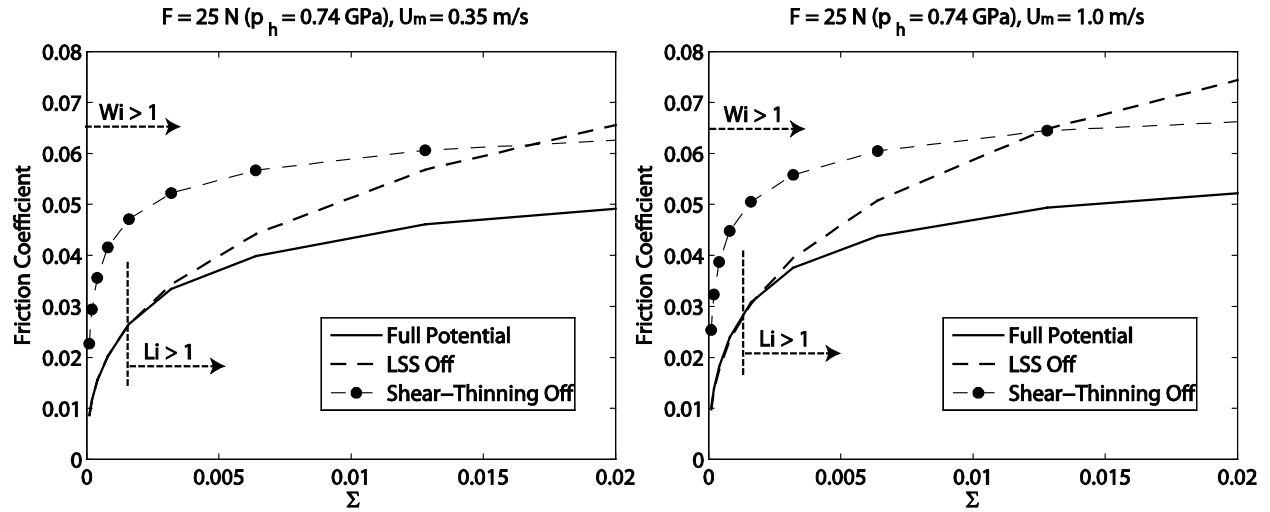 F = 25 N (p h = 0.74 GPa), Um = 0.35 m/s
0.08
0.07
0.06
0.05
0.04
0.03
0.02
0.01
0
Friction Coefficient
Wi > 1
Li > 1
Full Potential
LSS Off
Shear–Thinning Off
0 0.005 0.01 0.015 0.02
Σ
F = 25 N (p h = 0.74 GPa), Um = 1.0 m/s
0.08
0.07
0.06
0.05
0.04
0.03
0.02
0.01
0
Friction Coefficient
Wi > 1
Li > 1
Full Potential
LSS Off
Shear–Thinning Off
0 0.005 0.01 0.015 0.02
Σ